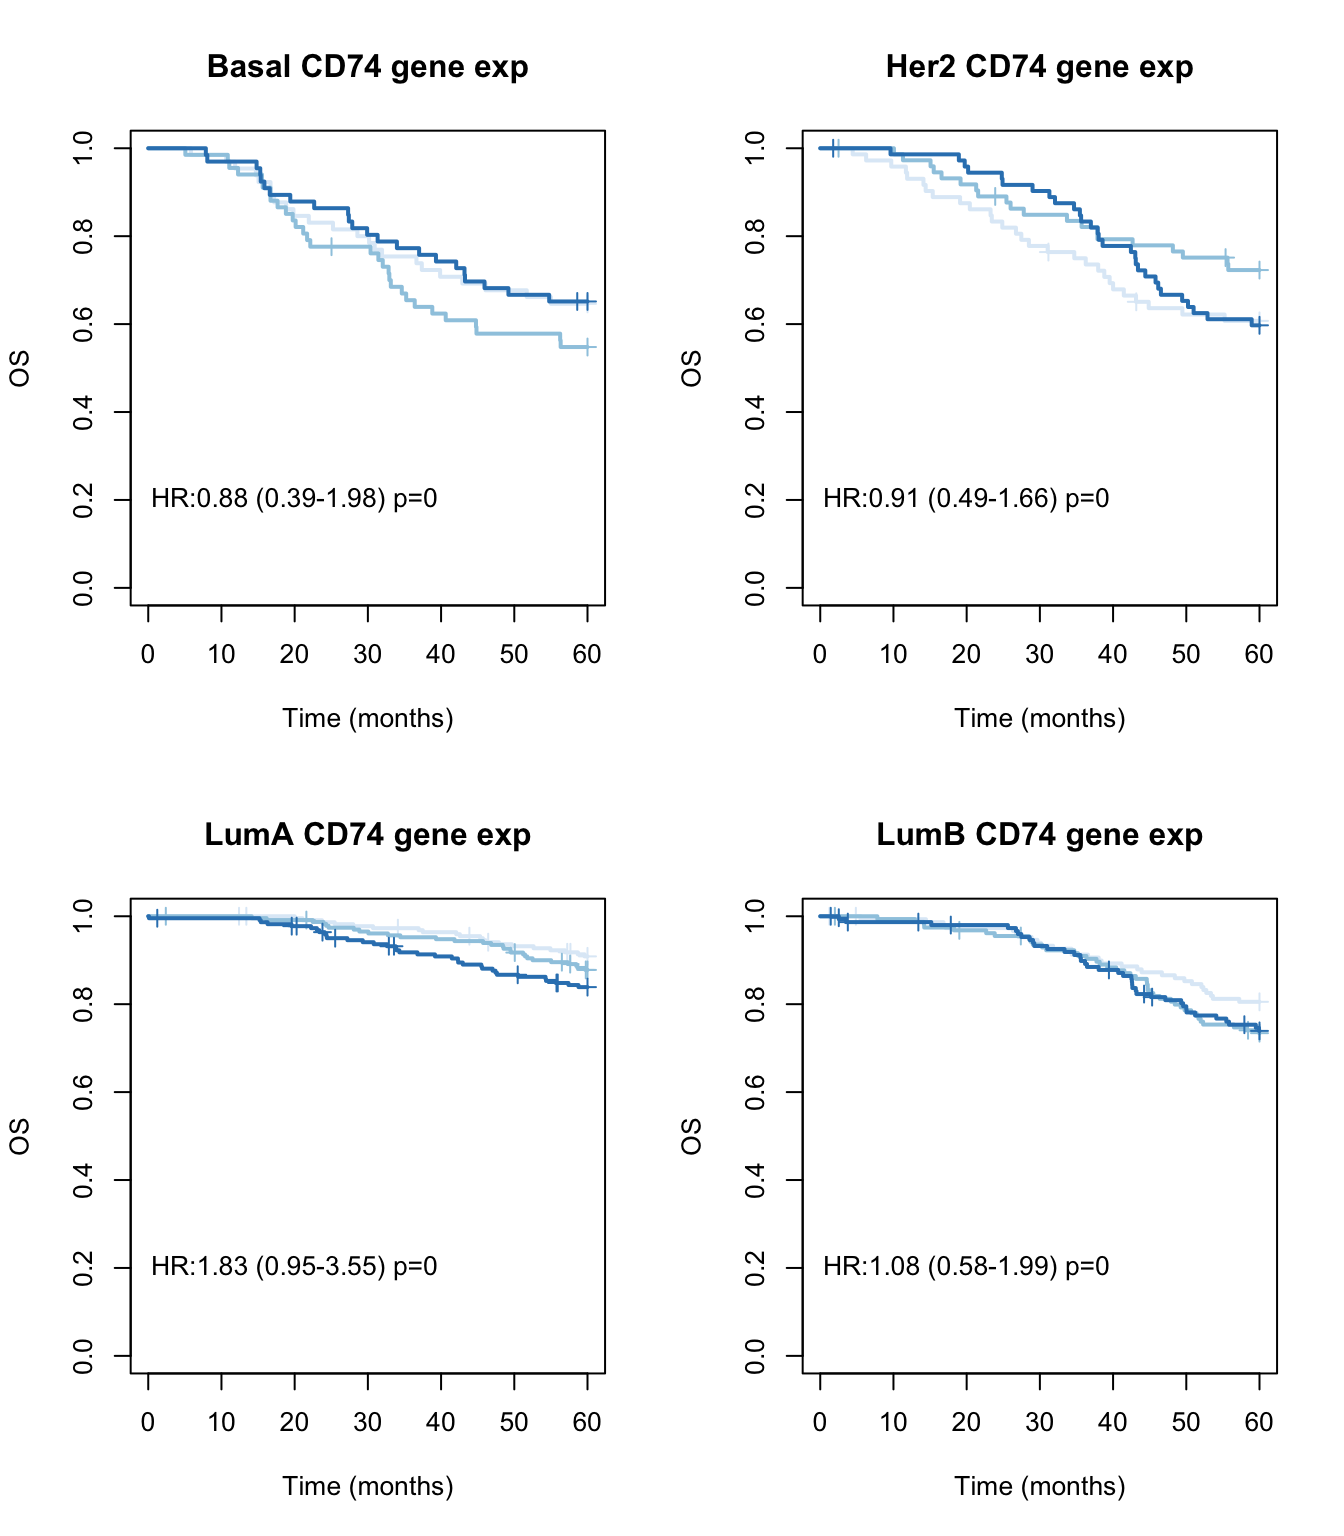 Basal CD74 gene exp
OS
1.0
0.8
0.6
0.4
0.2
0.0
HR:0.88 (0.39-1.98) p=0
0 10 20 30 40 50 60
Time (months)
Her2 CD74 gene exp
OS
1.0
0.8
0.6
0.4
0.2
0.0
HR:0.91 (0.49-1.66) p=0
0 10 20 30 40 50 60
Time (months)
LumA CD74 gene exp
OS
1.0
0.8
0.6
0.4
0.2
0.0
HR:1.83 (0.95-3.55) p=0
0 10 20 30 40 50 60
Time (months)
LumB CD74 gene exp
OS
1.0
0.8
0.6
0.4
0.2
0.0
HR:1.08 (0.58-1.99) p=0
0 10 20 30 40 50 60
Time (months)